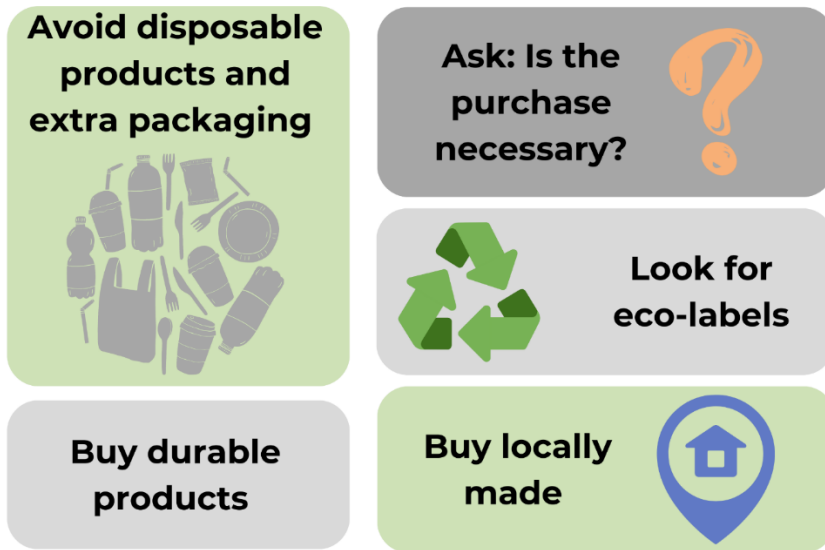 Avoid disposable
products and
extra packaging
Ask: Is the
purchase
necessary?
Look for
eco-labels
Buy durable
products
Buy locally
made